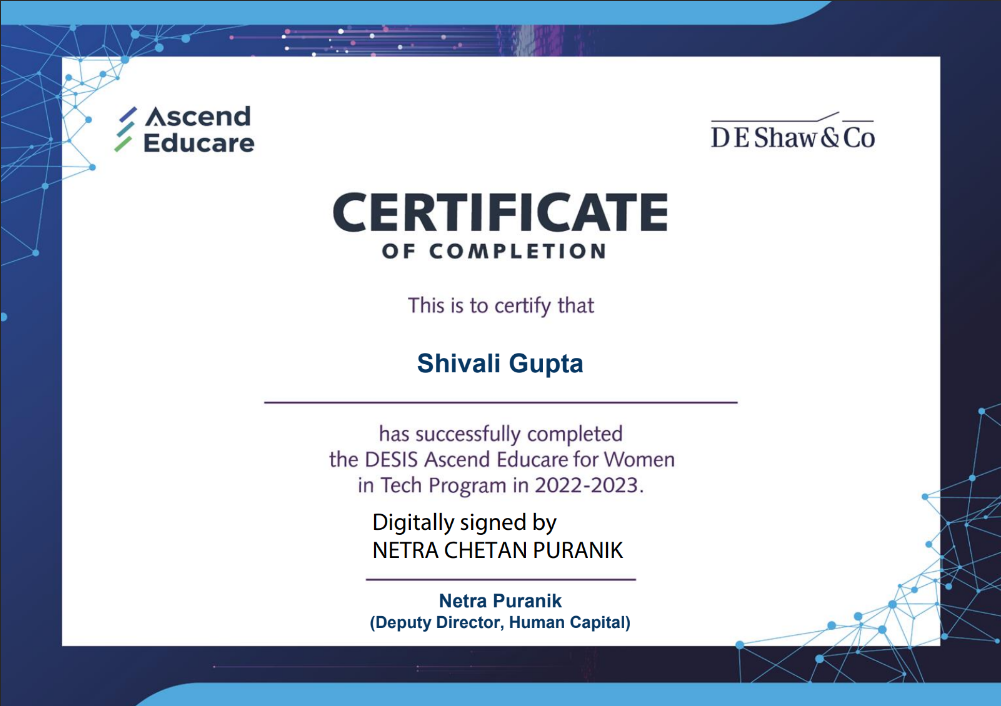 Ascend
Educare
D E Shaw & Co
CERTIFICATE
OF COMPLETION
This is to certify that
Shivali Gupta
has successfully completed
the DESIS Ascend Educare for Women
in Tech Program in 2022-2023.
Digitally signed by
NETRA CHETAN PURANIK
Netra Puranik
(Deputy Director, Human Capital)